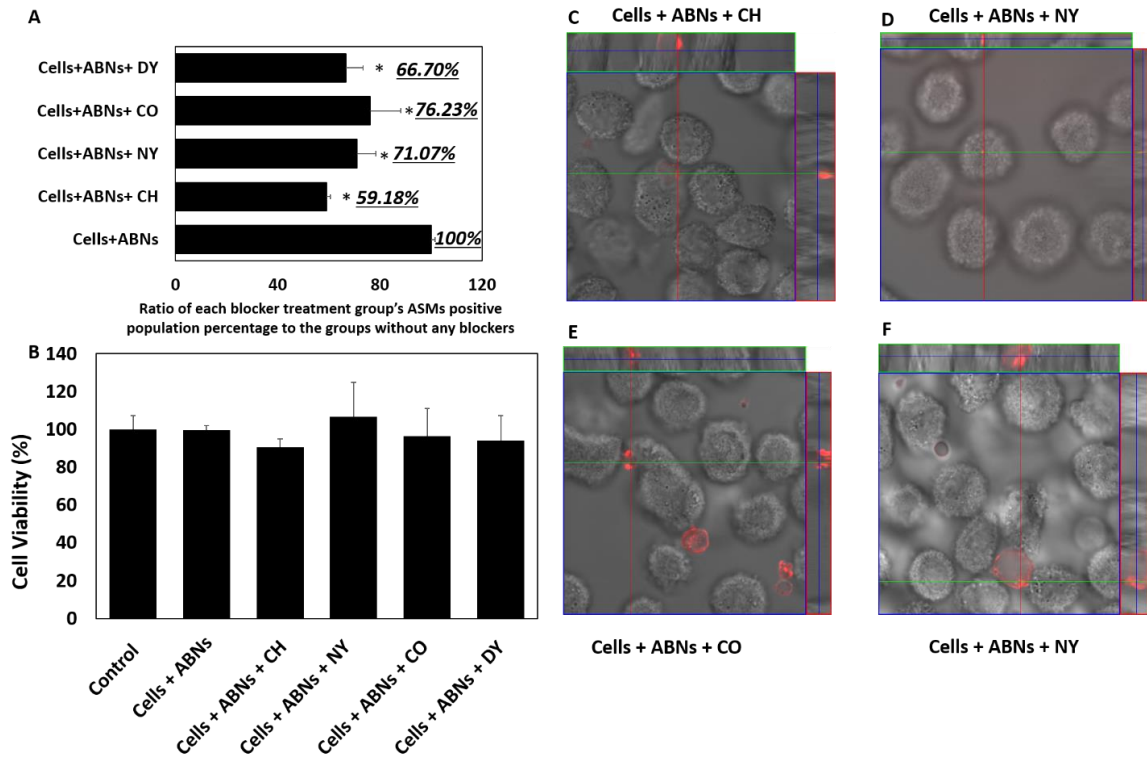 A
Cells+ABNs+ DY
* 66.70%
Cells+ABNs+ CO
* 76.23%
Cells+ABNs+ NY
* 71.07%
Cells+ABNs+ CH
* 59.18%
Cells+ABNs
100%
0 40 80 120
Ratio of each blocker treatment group's ASMs positive
population percentage to the groups without any blockers
B
Cell Viability (%)
140
120
100
80
60
40
20
0
Control
Cells + ABNs
Cells + ABNs + CH
Cells + ABNs + NY
Cells + ABNs + CO
Cells + ABNs + DY
C
Cells + ABNs + CH
D
Cells + ABNs + NY
E
Cells + ABNs + CO
F
Cells + ABNs + NY